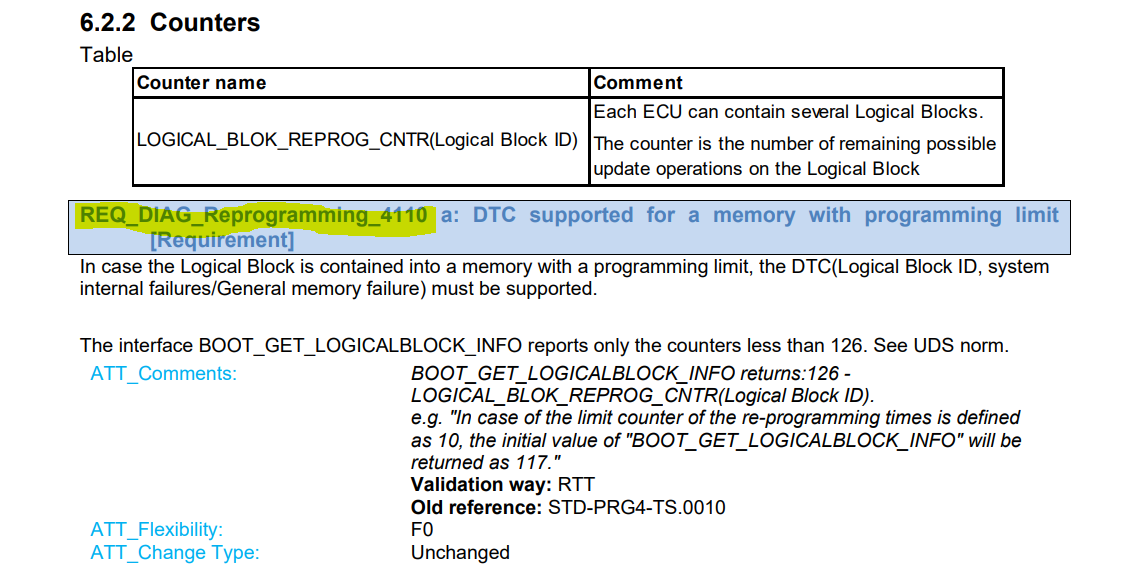 6.2.2 Counters
Table
Counter name
Comment
LOGICAL_BLOK_REPROG_CNTR(Logical Block ID)
Each ECU can contain several Logical Blocks.
The counter is the number of remaining possible
update operations on the Logical Block
REQ_DIAG_Reprogramming_4110 a: DTC supported for a memory with programming limit
[Requirement]
In case the Logical Block is contained into a memory with a programming limit, the DTC(Logical Block ID, system
internal failures/General memory failure) must be supported.
The interface BOOT_GET_LOGICALBLOCK_INFO reports only the counters less than 126. See UDS norm.
ATT_Comments:
BOOT_GET_LOGICALBLOCK_INFO returns:126 -
LOGICAL_BLOK_REPROG_CNTR(Logical Block ID).
e.g. "In case of the limit counter of the re-programming times is defined
as 10, the initial value of "BOOT_GET_LOGICALBLOCK_INFO" will be
returned as 117."
Validation way: RTT
Old reference: STD-PRG4-TS.0010
ATT_Flexibility: F0
ATT_Change Type: Unchanged